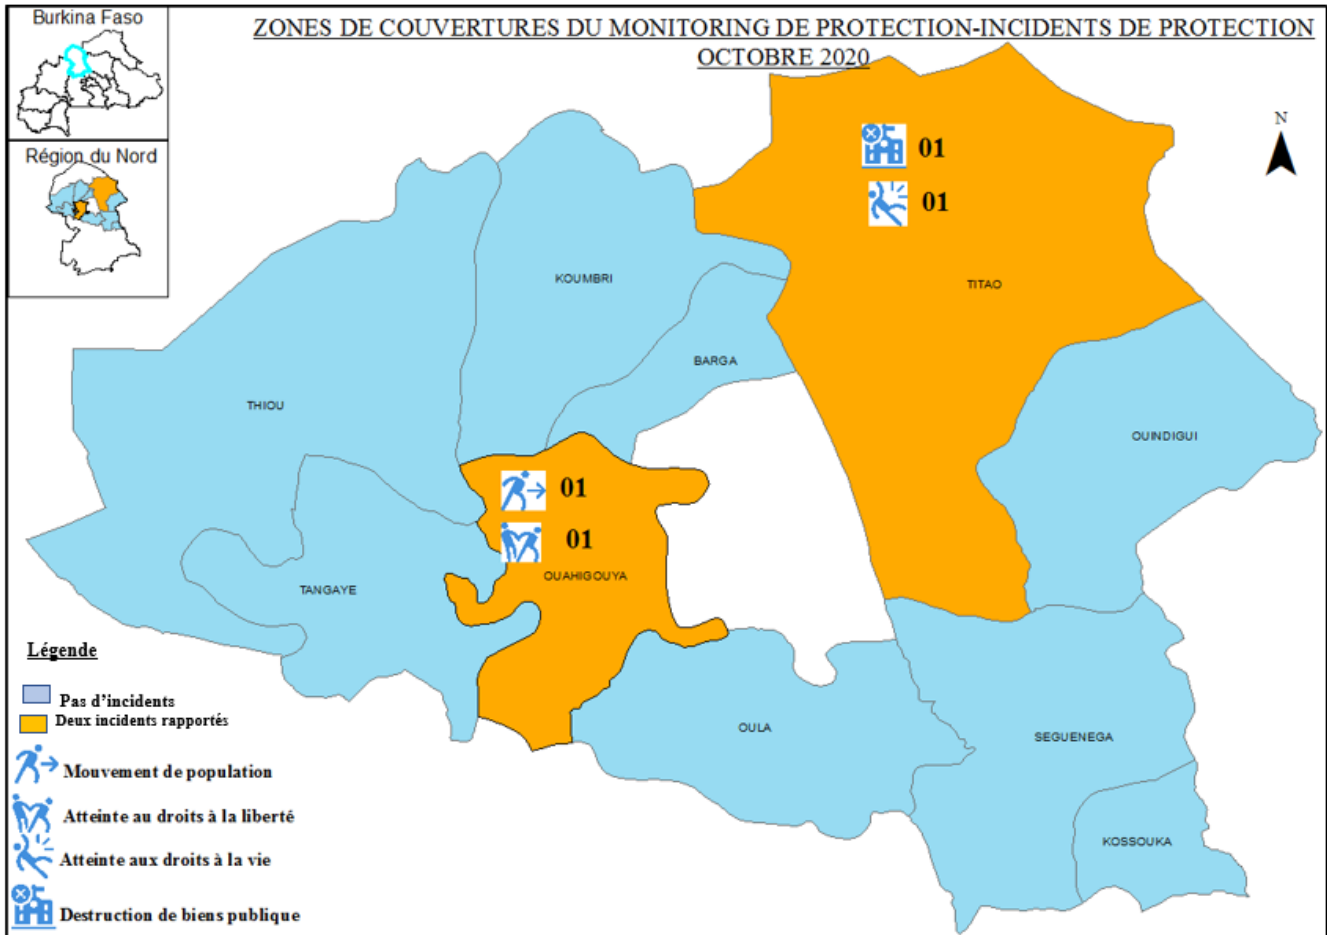 Burkina Faso
ZONES DE COUVERTURES DU MONITORING DE PROTECTION-INCIDENTS DE PROTECTION
OCTOBRE 2020
Région du Nord
N
01
01
KOUMBRI
TITAO
BARGA
THIOU
OUINDIGUI
01
01
OUAHIGOUYA
TANGAYE
OULA
SEGUENEGA
KOSSOUKA
Légende
Pas d'incidents
Deux incidents rapportés
Mouvement de population
Atteinte au droits à la liberté
Atteinte aux droits à la vie
Destruction de biens publique